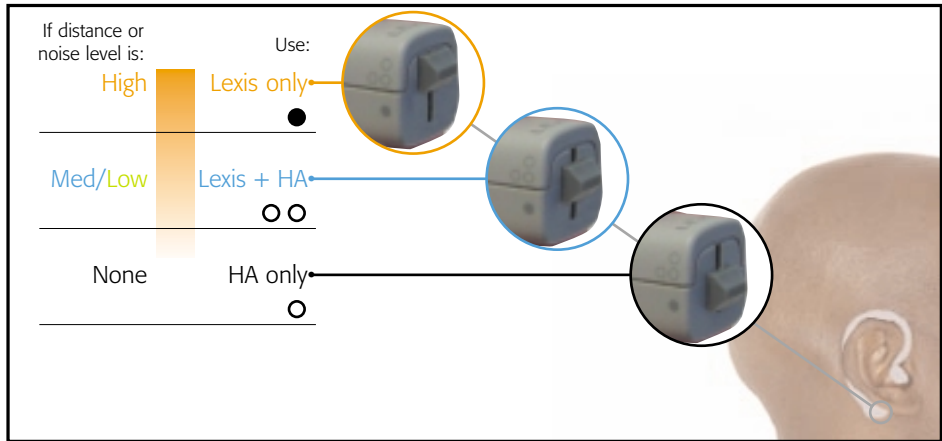 If distance or
noise level is:
Use:
High
Lexis only
Med/Low
Lexis + HA
None
HA only